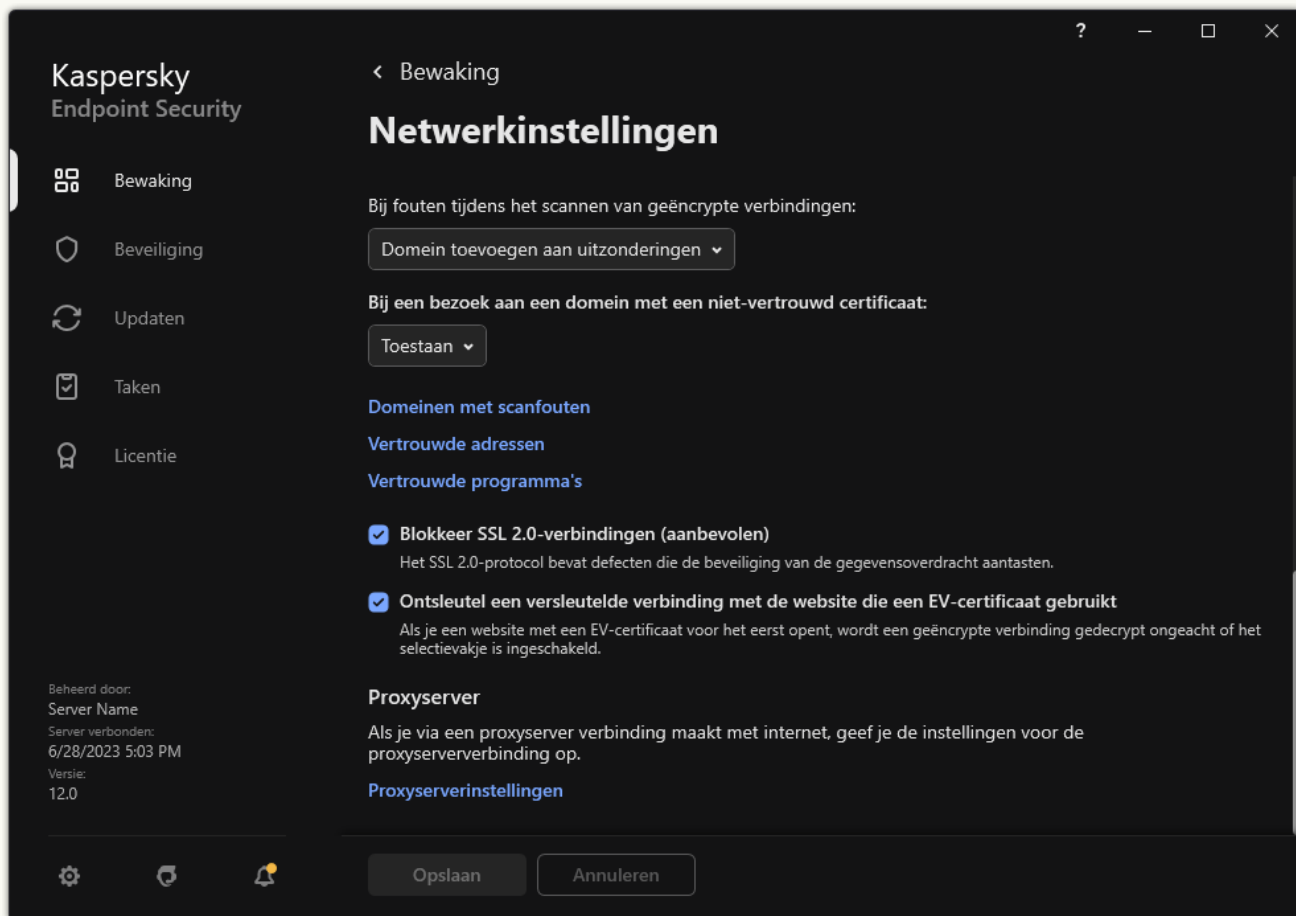 ?
Kaspersky
Endpoint Security
Bewaking
Beveiliging
Updaten
Taken
Licentie
Beheerd door:
Server Name
Server verbonden:
6/28/2023 5:03 PM
Versie:
12.0
Bewaking
Netwerkinstellingen
Bij fouten tijdens het scannen van geëncrypte verbindingen:
Domein toevoegen aan uitzonderingen
Bij een bezoek aan een domein met een niet-vertrouwd certificaat:
Toestaan
Domeinen met scanfouten
Vertrouwde adressen
Vertrouwde programma's
Blokkeer SSL 2.0-verbindingen (aanbevolen)
Het SSL 2.0-protocol bevat defecten die de beveiliging van de gegevensoverdracht aantasten.
Ontsleutel een versleutelde verbinding met de website die een EV-certificaat gebruikt
Als je een website met een EV-certificaat voor het eerst opent, wordt een geëncrypte verbinding gedecrypt ongeacht of het
selectievakje is ingeschakeld.
Proxyserver
Als je via een proxyserver verbinding maakt met internet, geef je de instellingen voor de
proxyserververbinding op.
Proxyserverinstellingen
Opslaan
Annuleren